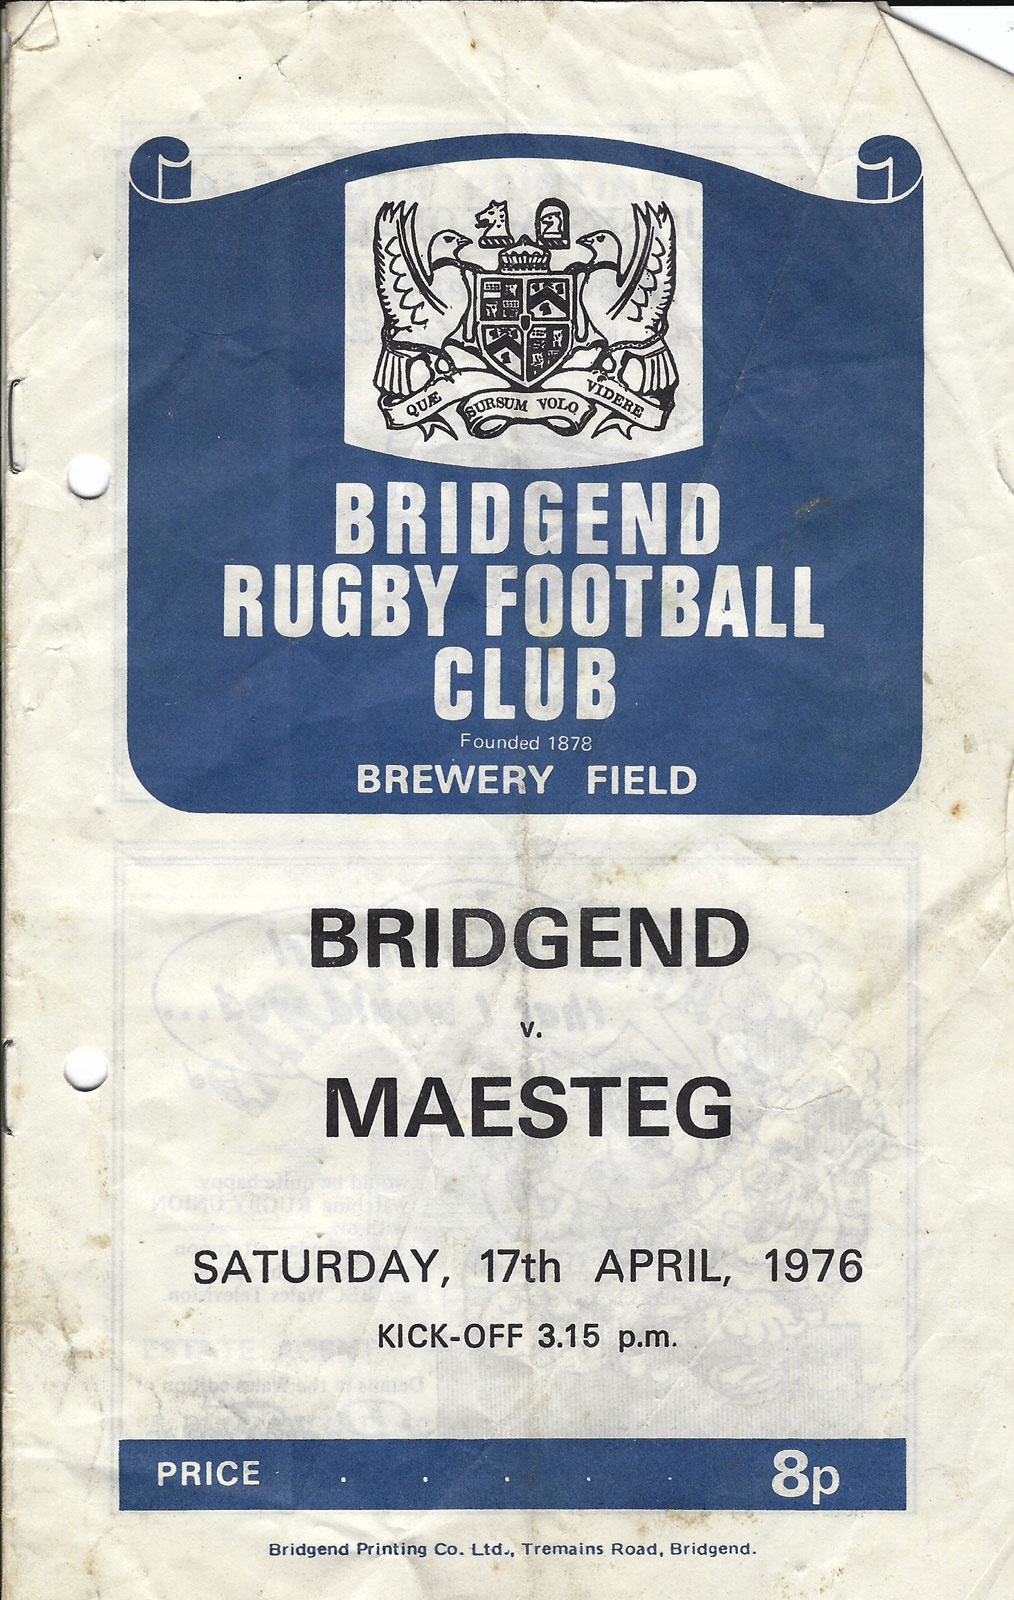 QUÆ SURSUM VOLO VIDERE
BRIDGEND
RUGBY FOOTBALL
CLUB
Founded 1878
BREWERY FIELD
BRIDGEND
v.
MAESTEG
SATURDAY, 17th APRIL, 1976
KICK-OFF 3.15 p.m.
PRICE . . . . . 8p
Bridgend Printing Co. Ltd., Tremains Road, Bridgend.